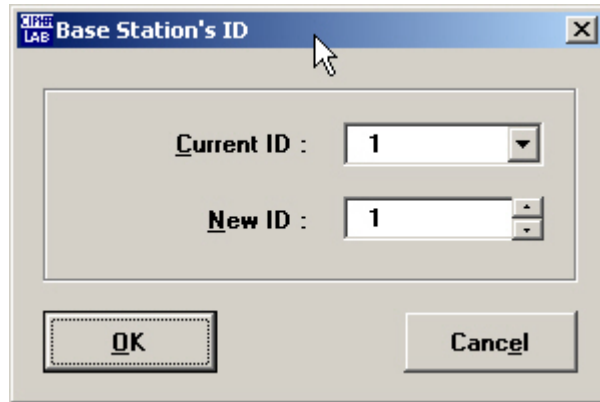 CIPHER
LAB Base Station's ID
Current ID : 1
New ID : 1
OK Cancel